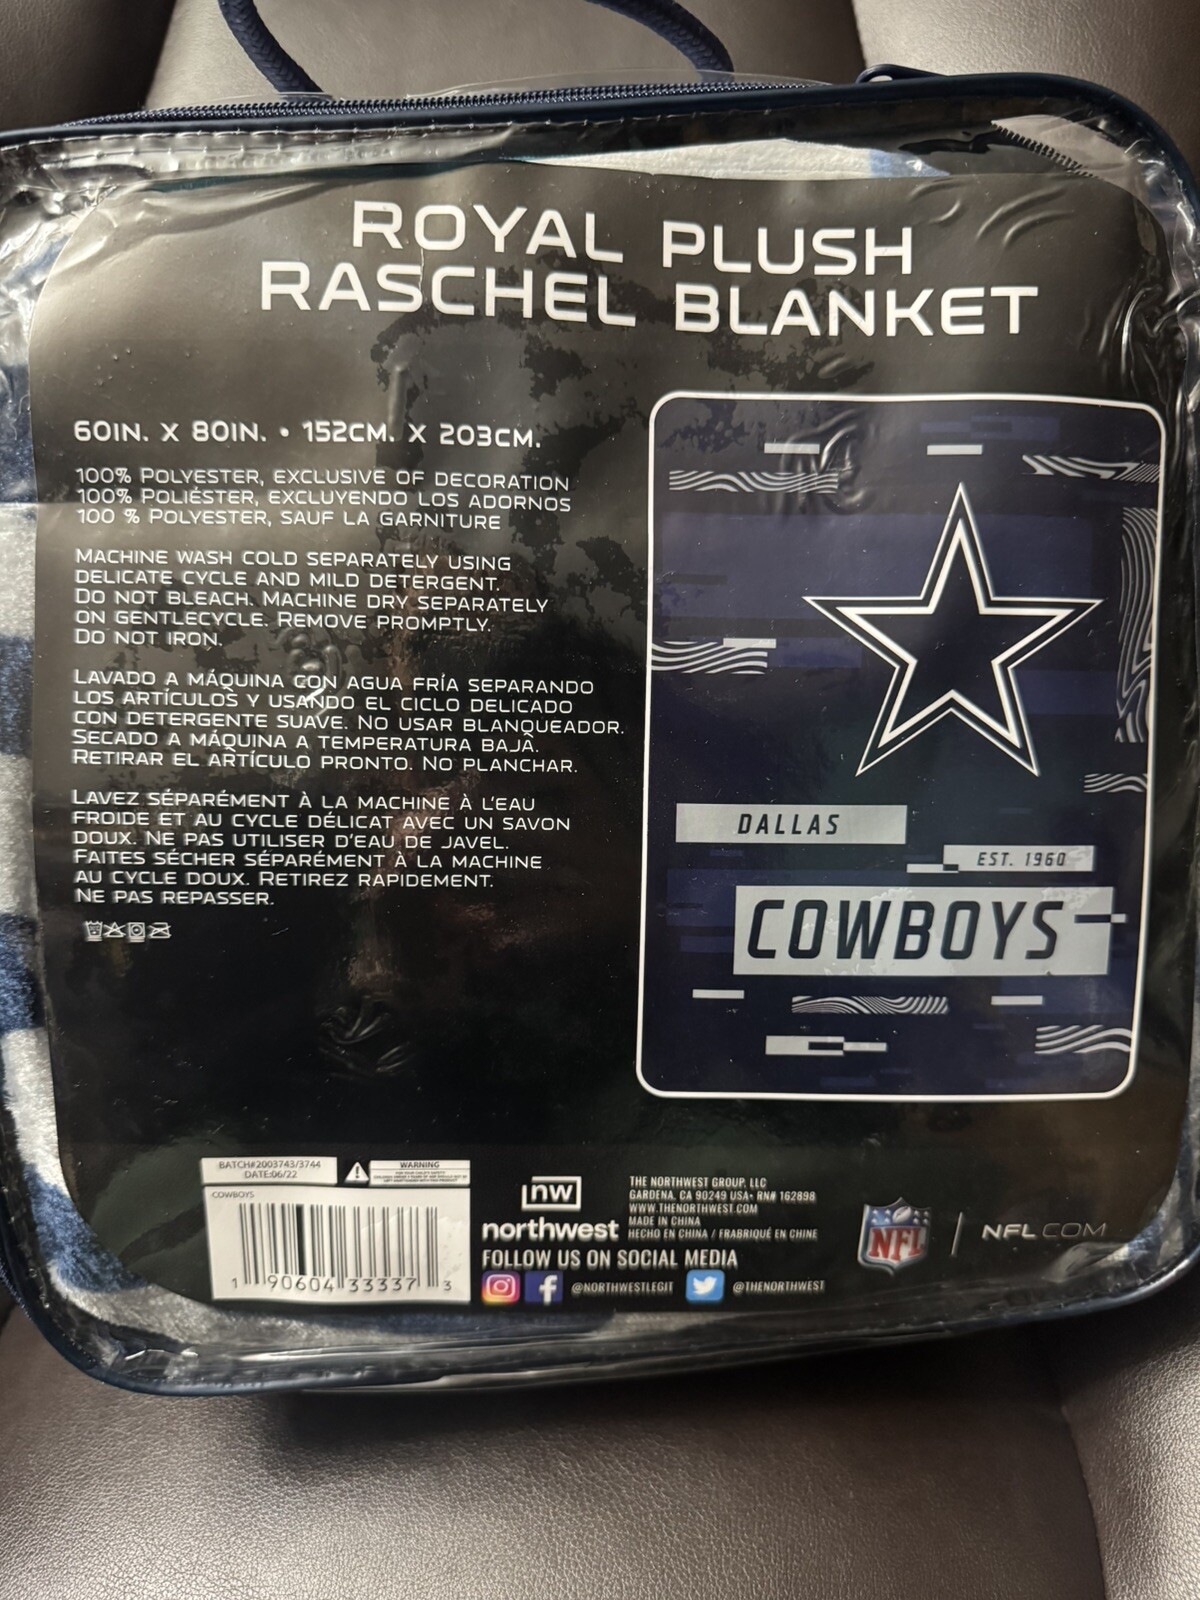 ROYAL PLUSH
RASCHEL BLANKET
60IN. X 80IN. • 152CM. X 203CM.
100% POLYESTER, EXCLUSIVE OF DECORATION
100% POLIÉSTER, EXCLUYENDO LOS ADORNOS
100 % POLYESTER, SAUF LA GARNITURE
MACHINE WASH COLD SEPARATELY USING
DELICATE CYCLE AND MILD DETERGENT.
DO NOT BLEACH. MACHINE DRY SEPARATELY
ON GENTLECYCLE. REMOVE PROMPTLY.
DO NOT IRON.
LAVADO A MÁQUINA CON AGUA FRÍA SEPARANDO
LOS ARTÍCULOS Y USANDO EL CICLO DELICADO
CON DETERGENTE SUAVE. NO USAR BLANQUEADOR.
SECADO A MÁQUINA A TEMPERATURA BAJA.
RETIRAR EL ARTÍCULO PRONTO. NO PLANCHAR.
LAVEZ SÉPARÉMENT À LA MACHINE À L'EAU
FROIDE ET AU CYCLE DÉLICAT AVEC UN SAVON
DOUX. NE PAS UTILISER D'EAU DE JAVEL.
FAITES SÉCHER SÉPARÉMENT À LA MACHINE
AU CYCLE DOUX. RETIREZ RAPIDEMENT.
NE PAS REPASSER.
DALLAS
EST. 1960
COWBOYS
BATCH#2003743/3744
DATE:06/22
WARNING
COWBOYS
1 90604 33337 3
nw
northwest
THE NORTHWEST GROUP, LLC
GARDENA, CA 90249 USA• RN# 162898
WWW.THENORTHWEST.COM
MADE IN CHINA
HECHO EN CHINA / FRABRIQUÉ EN CHINE
FOLLOW US ON SOCIAL MEDIA
@NORTHWESTLEGIT
@THENORTHWEST
NFL
NFL.COM